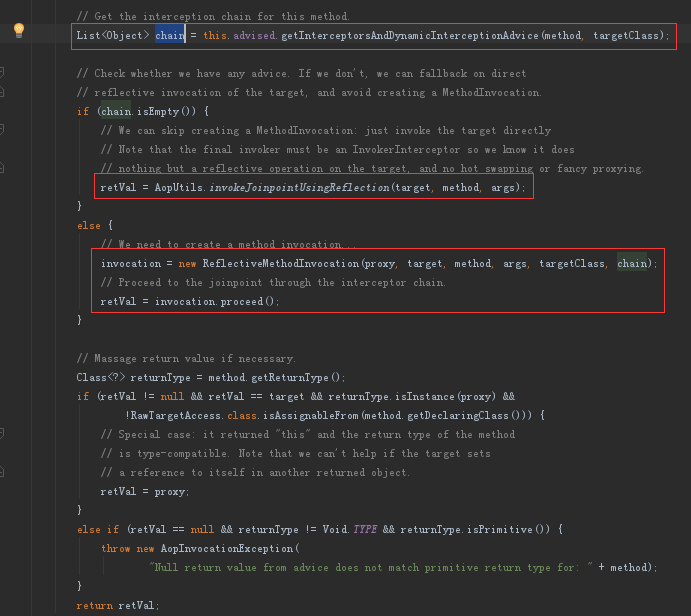 // Get the interception chain for this method.
List<Object> chain = this.advised.getInterceptorsAndDynamicInterceptionAdvice(method, targetClass);
// Check whether we have any advice. If we don't, we can fallback on direct
// reflective invocation of the target, and avoid creating a MethodInvocation.
if (chain.isEmpty()) {
// We can skip creating a MethodInvocation: just invoke the target directly
// Note that the final invoker must be an InvokerInterceptor so we know it does
// nothing but a reflective operation on the target, and no hot swapping or fancy proxying.
retVal = AopUtils.invokeJoinpointUsingReflection(target, method, args);
}
else {
// We need to create a method invocation...
invocation = new ReflectiveMethodInvocation(proxy, target, method, args, targetClass, chain);
// Proceed to the joinpoint through the interceptor chain.
retVal = invocation.proceed();
}
// Massage return value if necessary.
Class<?> returnType = method.getReturnType();
if (retVal != null && retVal == target && returnType.isInstance(proxy) &&
!RawTargetAccess.class.isAssignableFrom(method.getDeclaringClass())) {
// Special case: it returned "this" and the return type of the method
// is type-compatible. Note that we can't help if the target sets
// a reference to itself in another returned object.
retVal = proxy;
}
else if (retVal == null && returnType != Void.TYPE && returnType.isPrimitive()) {
throw new AopInvocationException(
"Null return value from advice does not match primitive return type for: " + method);
}
return retVal;